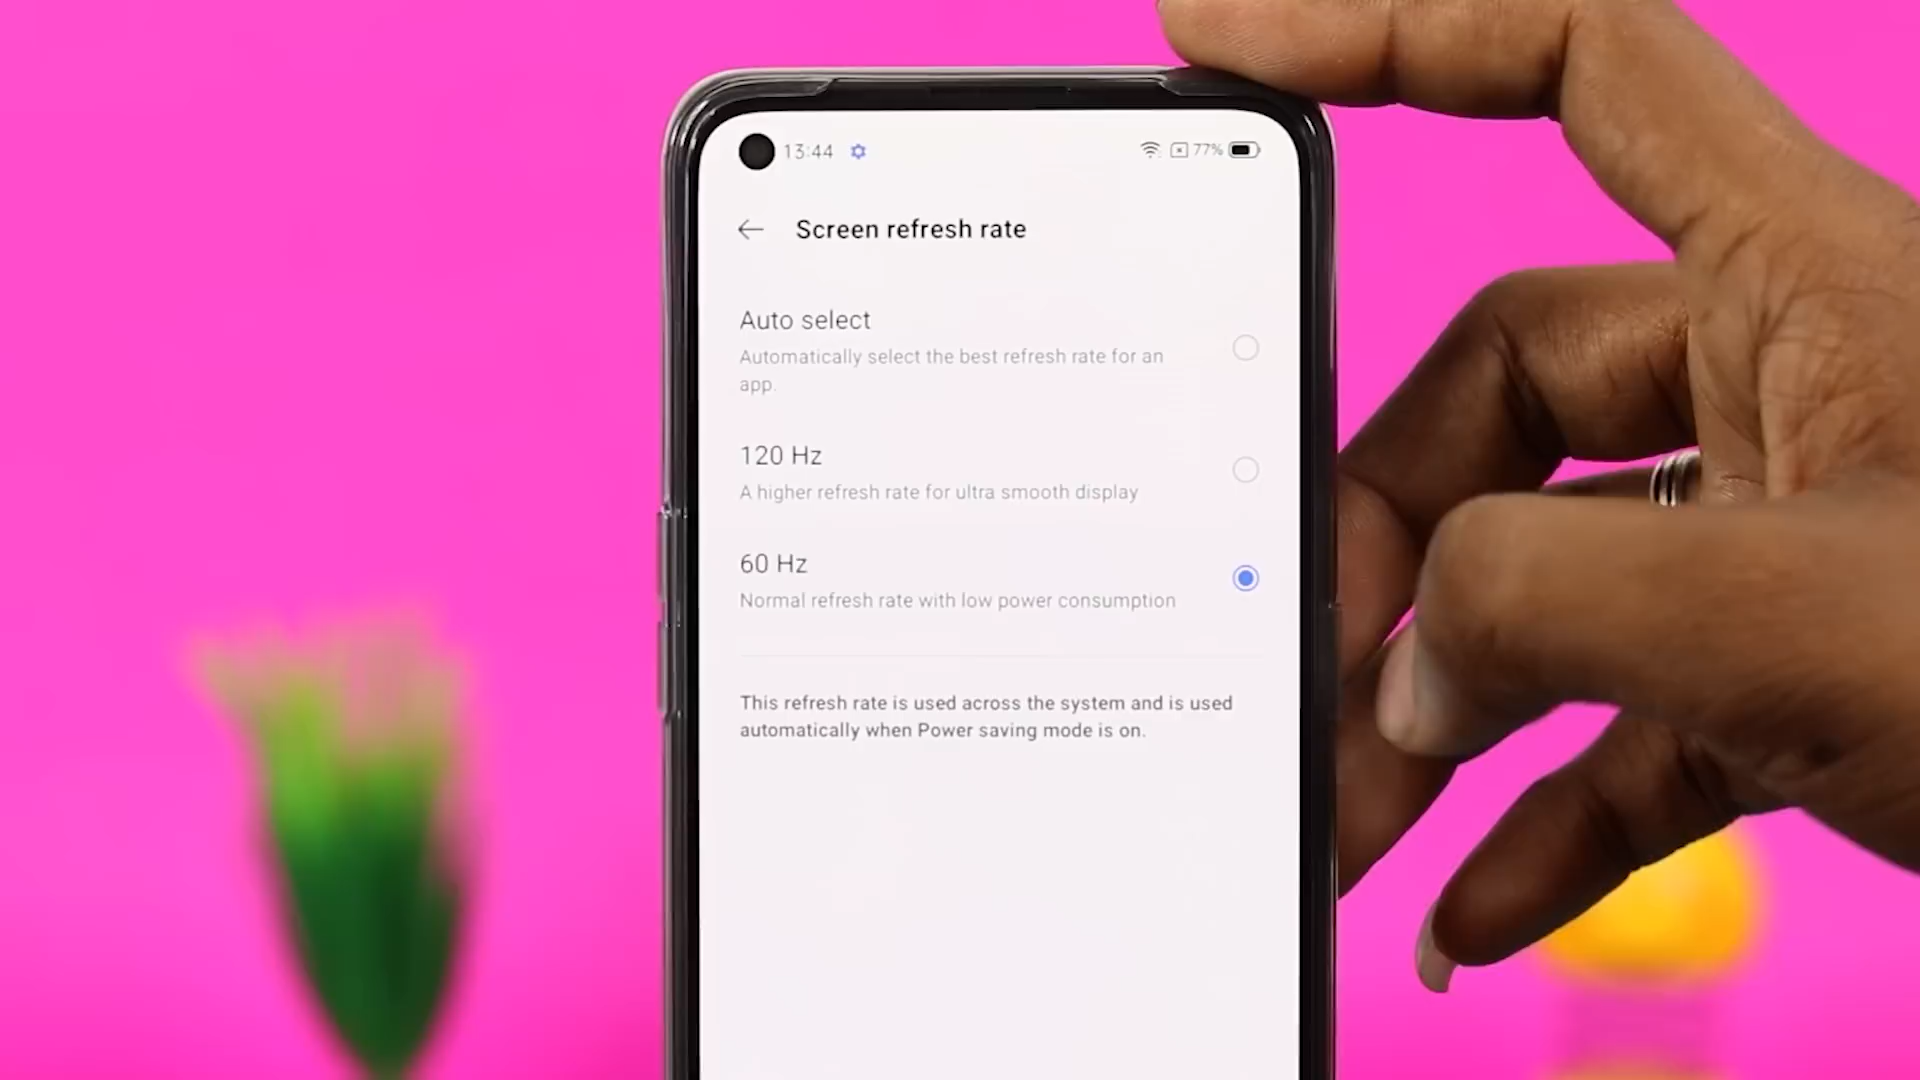 13:44 77%
Screen refresh rate
Auto select
Automatically select the best refresh rate for an
app.
120 Hz
A higher refresh rate for ultra smooth display
60 Hz
Normal refresh rate with low power consumption
This refresh rate is used across the system and is used
automatically when Power saving mode is on.